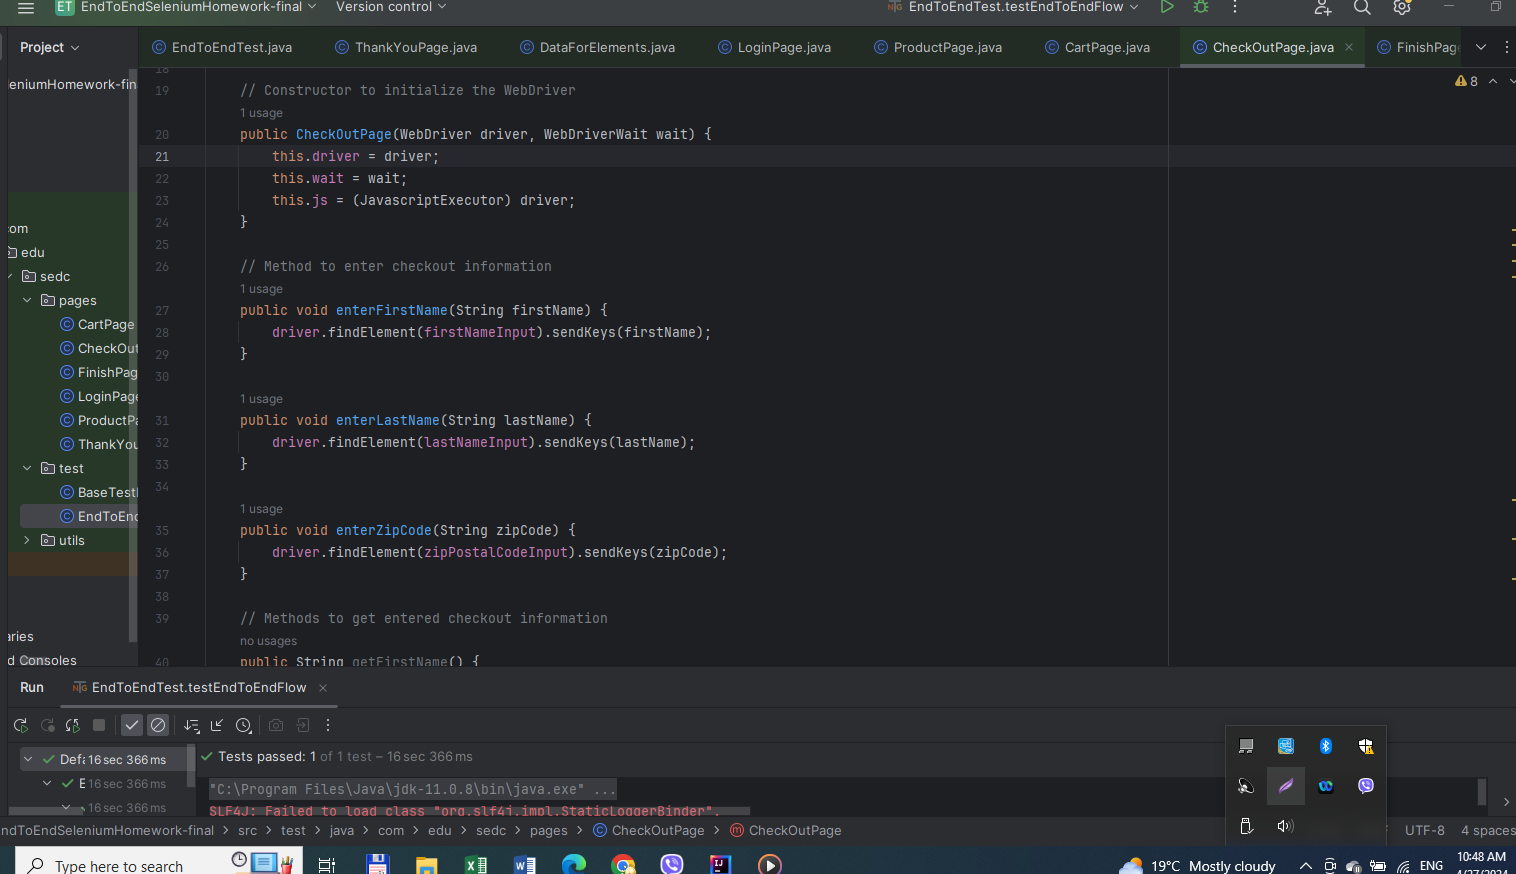 ET EndToEndSeleniumHomework-final Version control EndToEndTest.testEndToEndFlow
Project EndToEndTest.java ThankYouPage.java DataForElements.java LoginPage.java ProductPage.java CartPage.java CheckOutPage.java FinishPag
eniumHomework-fin
com
edu
sedc
pages
CartPage
CheckOut
FinishPag
LoginPage
ProductPa
ThankYou
test
BaseTest
EndToEnd
utils
aries
d Consoles
8
18
19 // Constructor to initialize the WebDriver
1 usage
20 public CheckOutPage(WebDriver driver, WebDriverWait wait) {
21 this.driver = driver;
22 this.wait = wait;
23 this.js = (JavascriptExecutor) driver;
24 }
25
26 // Method to enter checkout information
1 usage
27 public void enterFirstName(String firstName) {
28 driver.findElement(firstNameInput).sendKeys(firstName);
29 }
30
1 usage
31 public void enterLastName(String lastName) {
32 driver.findElement(lastNameInput).sendKeys(lastName);
33 }
34
1 usage
35 public void enterZipCode(String zipCode) {
36 driver.findElement(zipPostalCodeInput).sendKeys(zipCode);
37 }
38
39 // Methods to get entered checkout information
no usages
40 public String getFirstName() {
Run EndToEndTest.testEndToEndFlow
Defa 16 sec 366 ms
E 16 sec 366 ms
16 sec 366 ms
Tests passed: 1 of 1 test – 16 sec 366 ms
"C:\Program Files\Java\jdk-11.0.8\bin\java.exe" ...
SLF4J: Failed to load class "org.slf4j.impl.StaticLoggerBinder".
ndToEndSeleniumHomework-final > src > test > java > com > edu > sedc > pages > CheckOutPage > CheckOutPage
UTF-8 4 spaces
Type here to search
19°C Mostly cloudy ENG
10:48 AM
4/27/2024